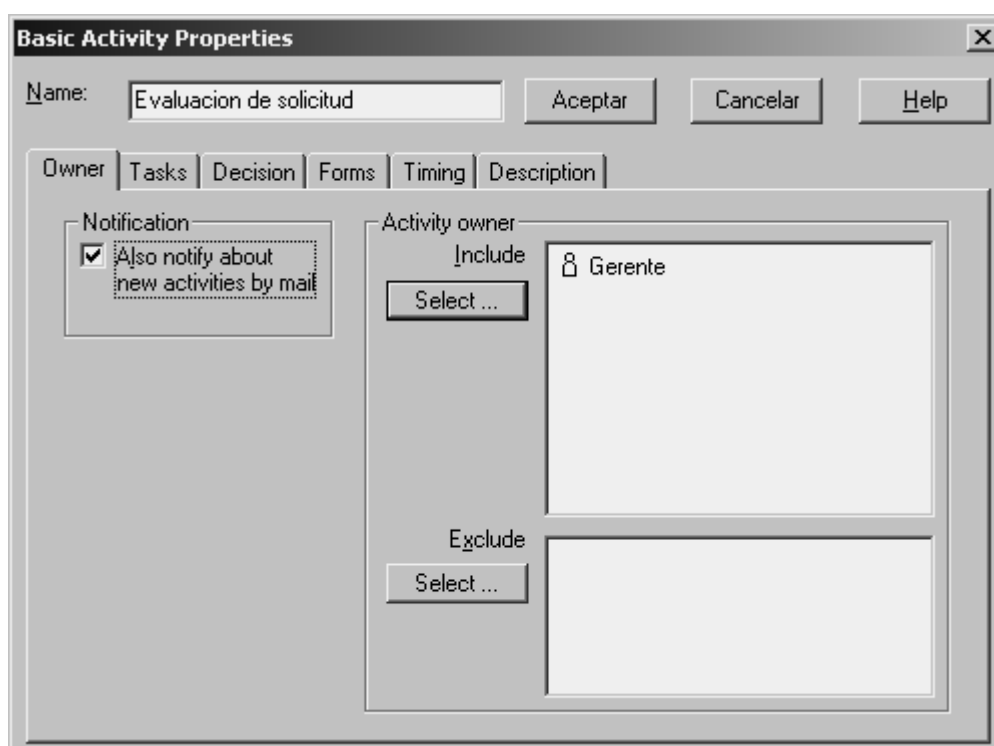 Basic Activity Properties
Name: Evaluacion de solicitud Aceptar Cancelar Help
Owner Tasks Decision Forms Timing Description
Notification
Also notify about
new activities by mail
Activity owner
Include
Select ...
Gerente
Exclude
Select ...